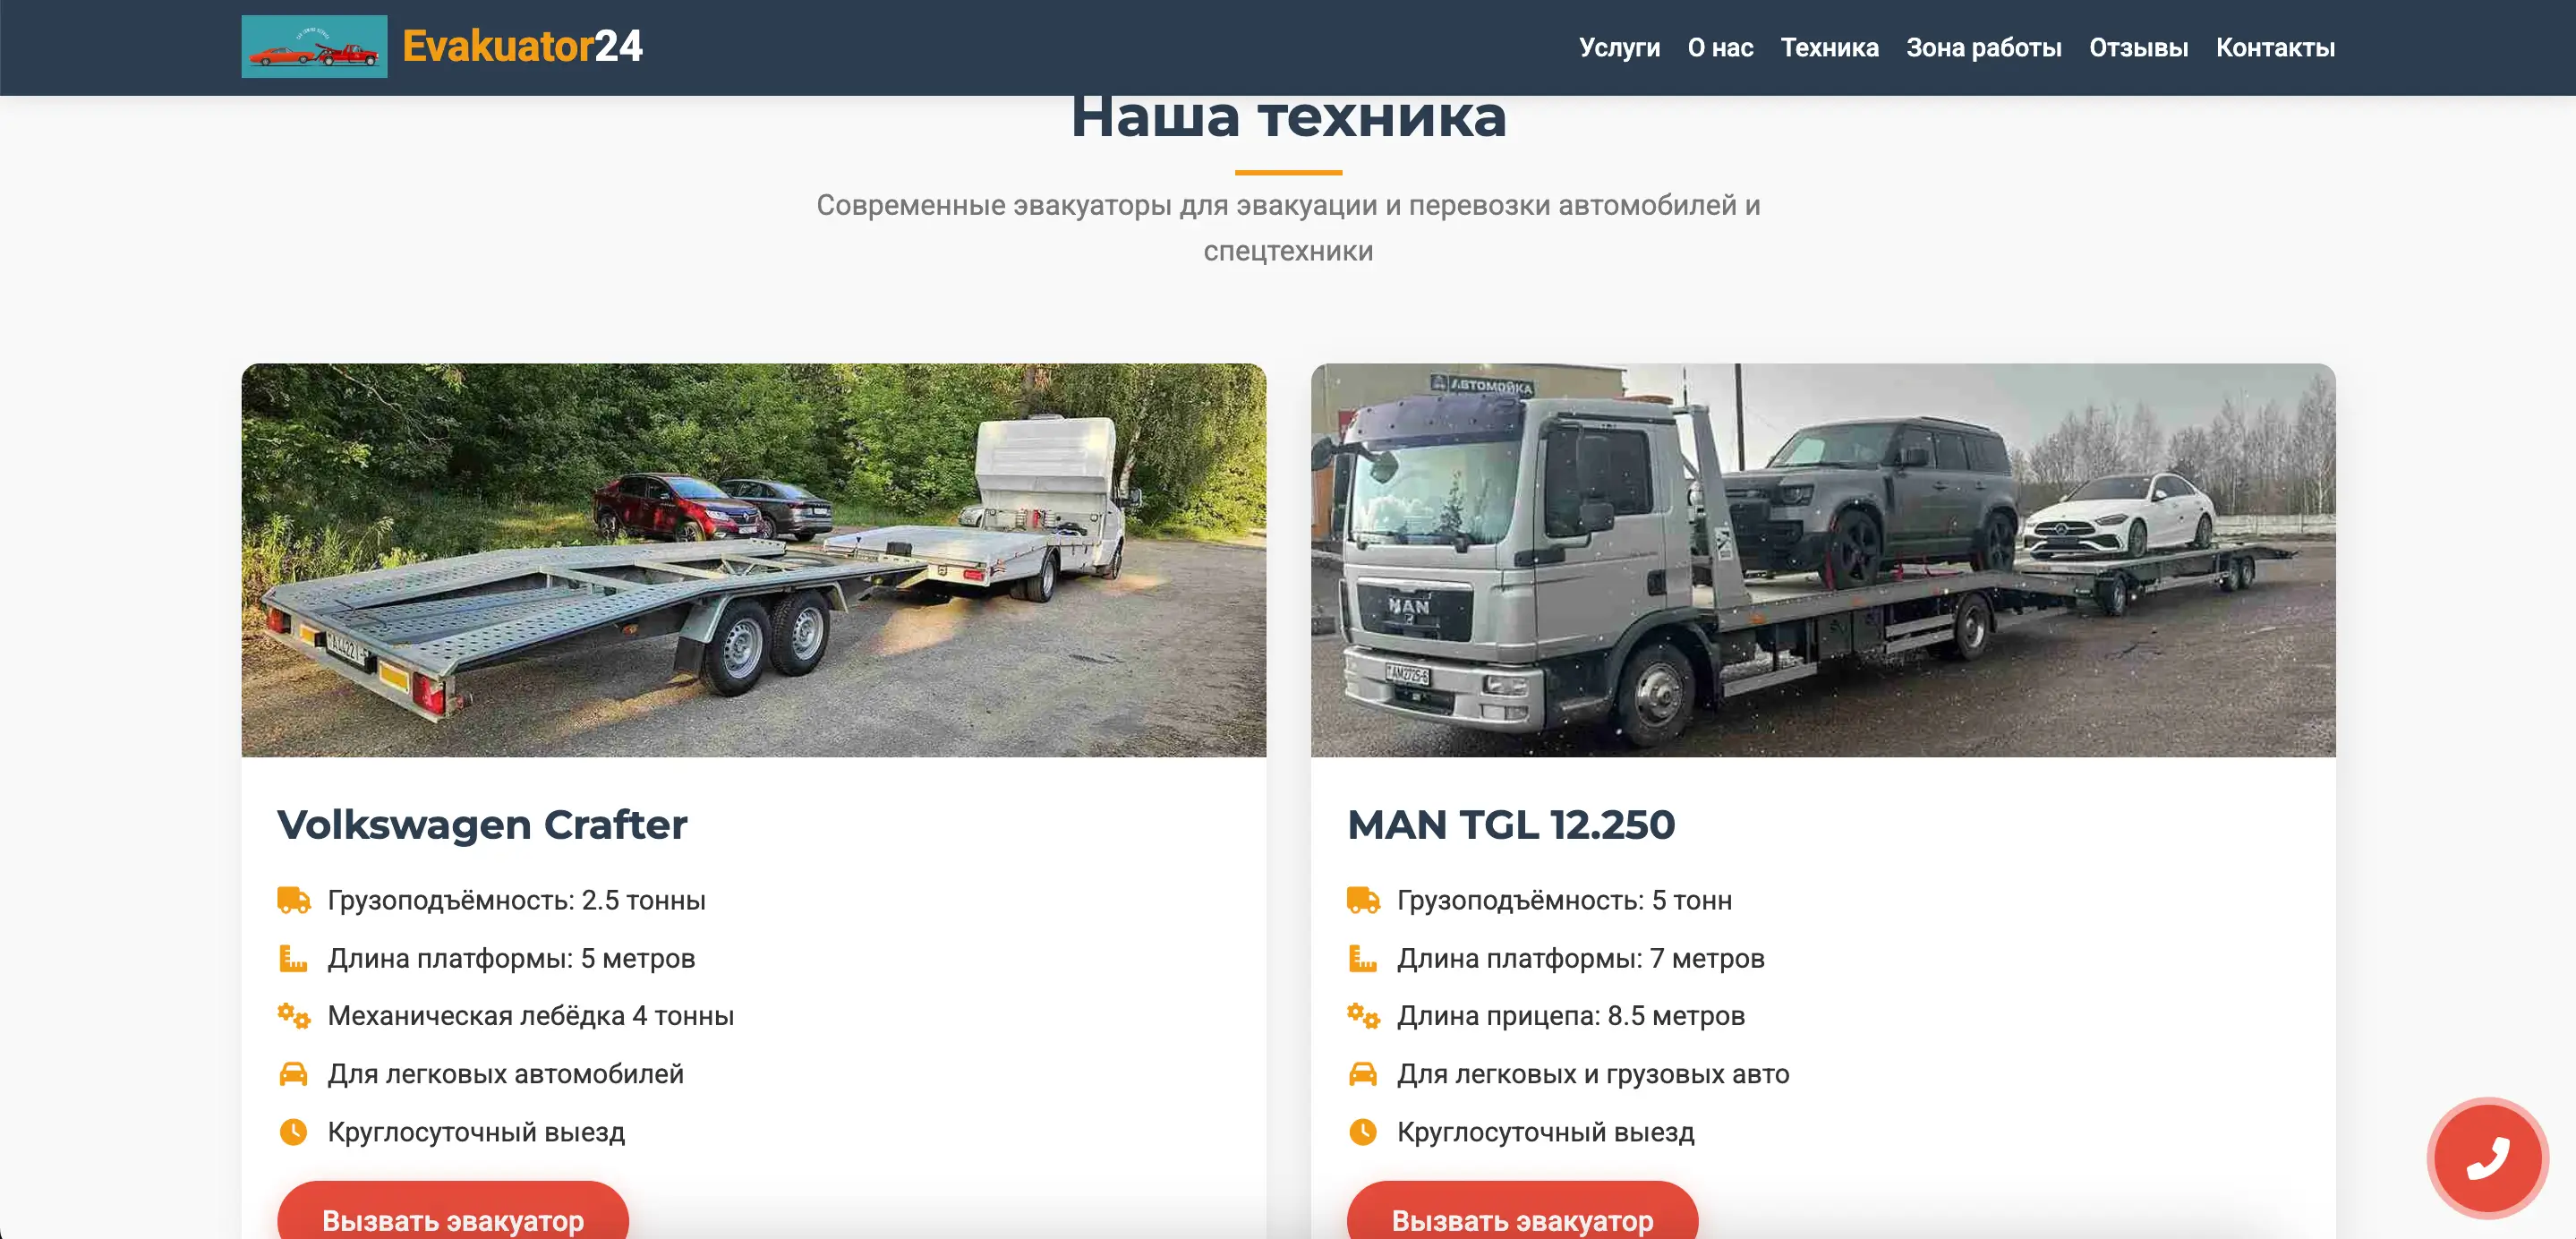 Evakuator24
Услуги О нас Техника Зона работы Отзывы Контакты
Наша техника
Современные эвакуаторы для эвакуации и перевозки автомобилей и
спецтехники
АВТОМОЙКА
MAN
Volkswagen Crafter
Грузоподъёмность: 2.5 тонны
Длина платформы: 5 метров
Механическая лебёдка 4 тонны
Для легковых автомобилей
Круглосуточный выезд
Вызвать эвакуатор
MAN TGL 12.250
Грузоподъёмность: 5 тонн
Длина платформы: 7 метров
Длина прицепа: 8.5 метров
Для легковых и грузовых авто
Круглосуточный выезд
Вызвать эвакуатор